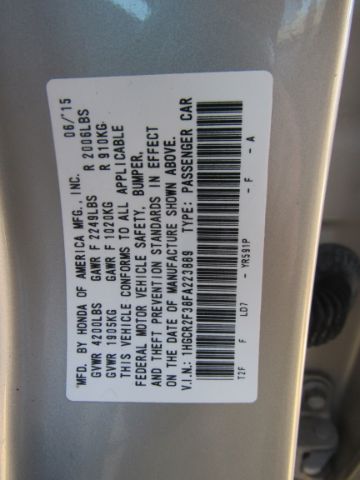 MFD. BY HONDA OF AMERICA MFG., INC. 06/15
GVWR 4200LBS GAWR F 2249LBS R 2006LBS
GVWR 1905KG GAWR F 1020KG R 910KG
THIS VEHICLE CONFORMS TO ALL APPLICABLE
FEDERAL MOTOR VEHICLE SAFETY, BUMPER,
AND THEFT PREVENTION STANDARDS IN EFFECT
ON THE DATE OF MANUFACTURE SHOWN ABOVE.
V.I.N.: 1HGCR2F38FA223889 TYPE: PASSENGER CAR
T2F F LD7 - YR591P - F - A